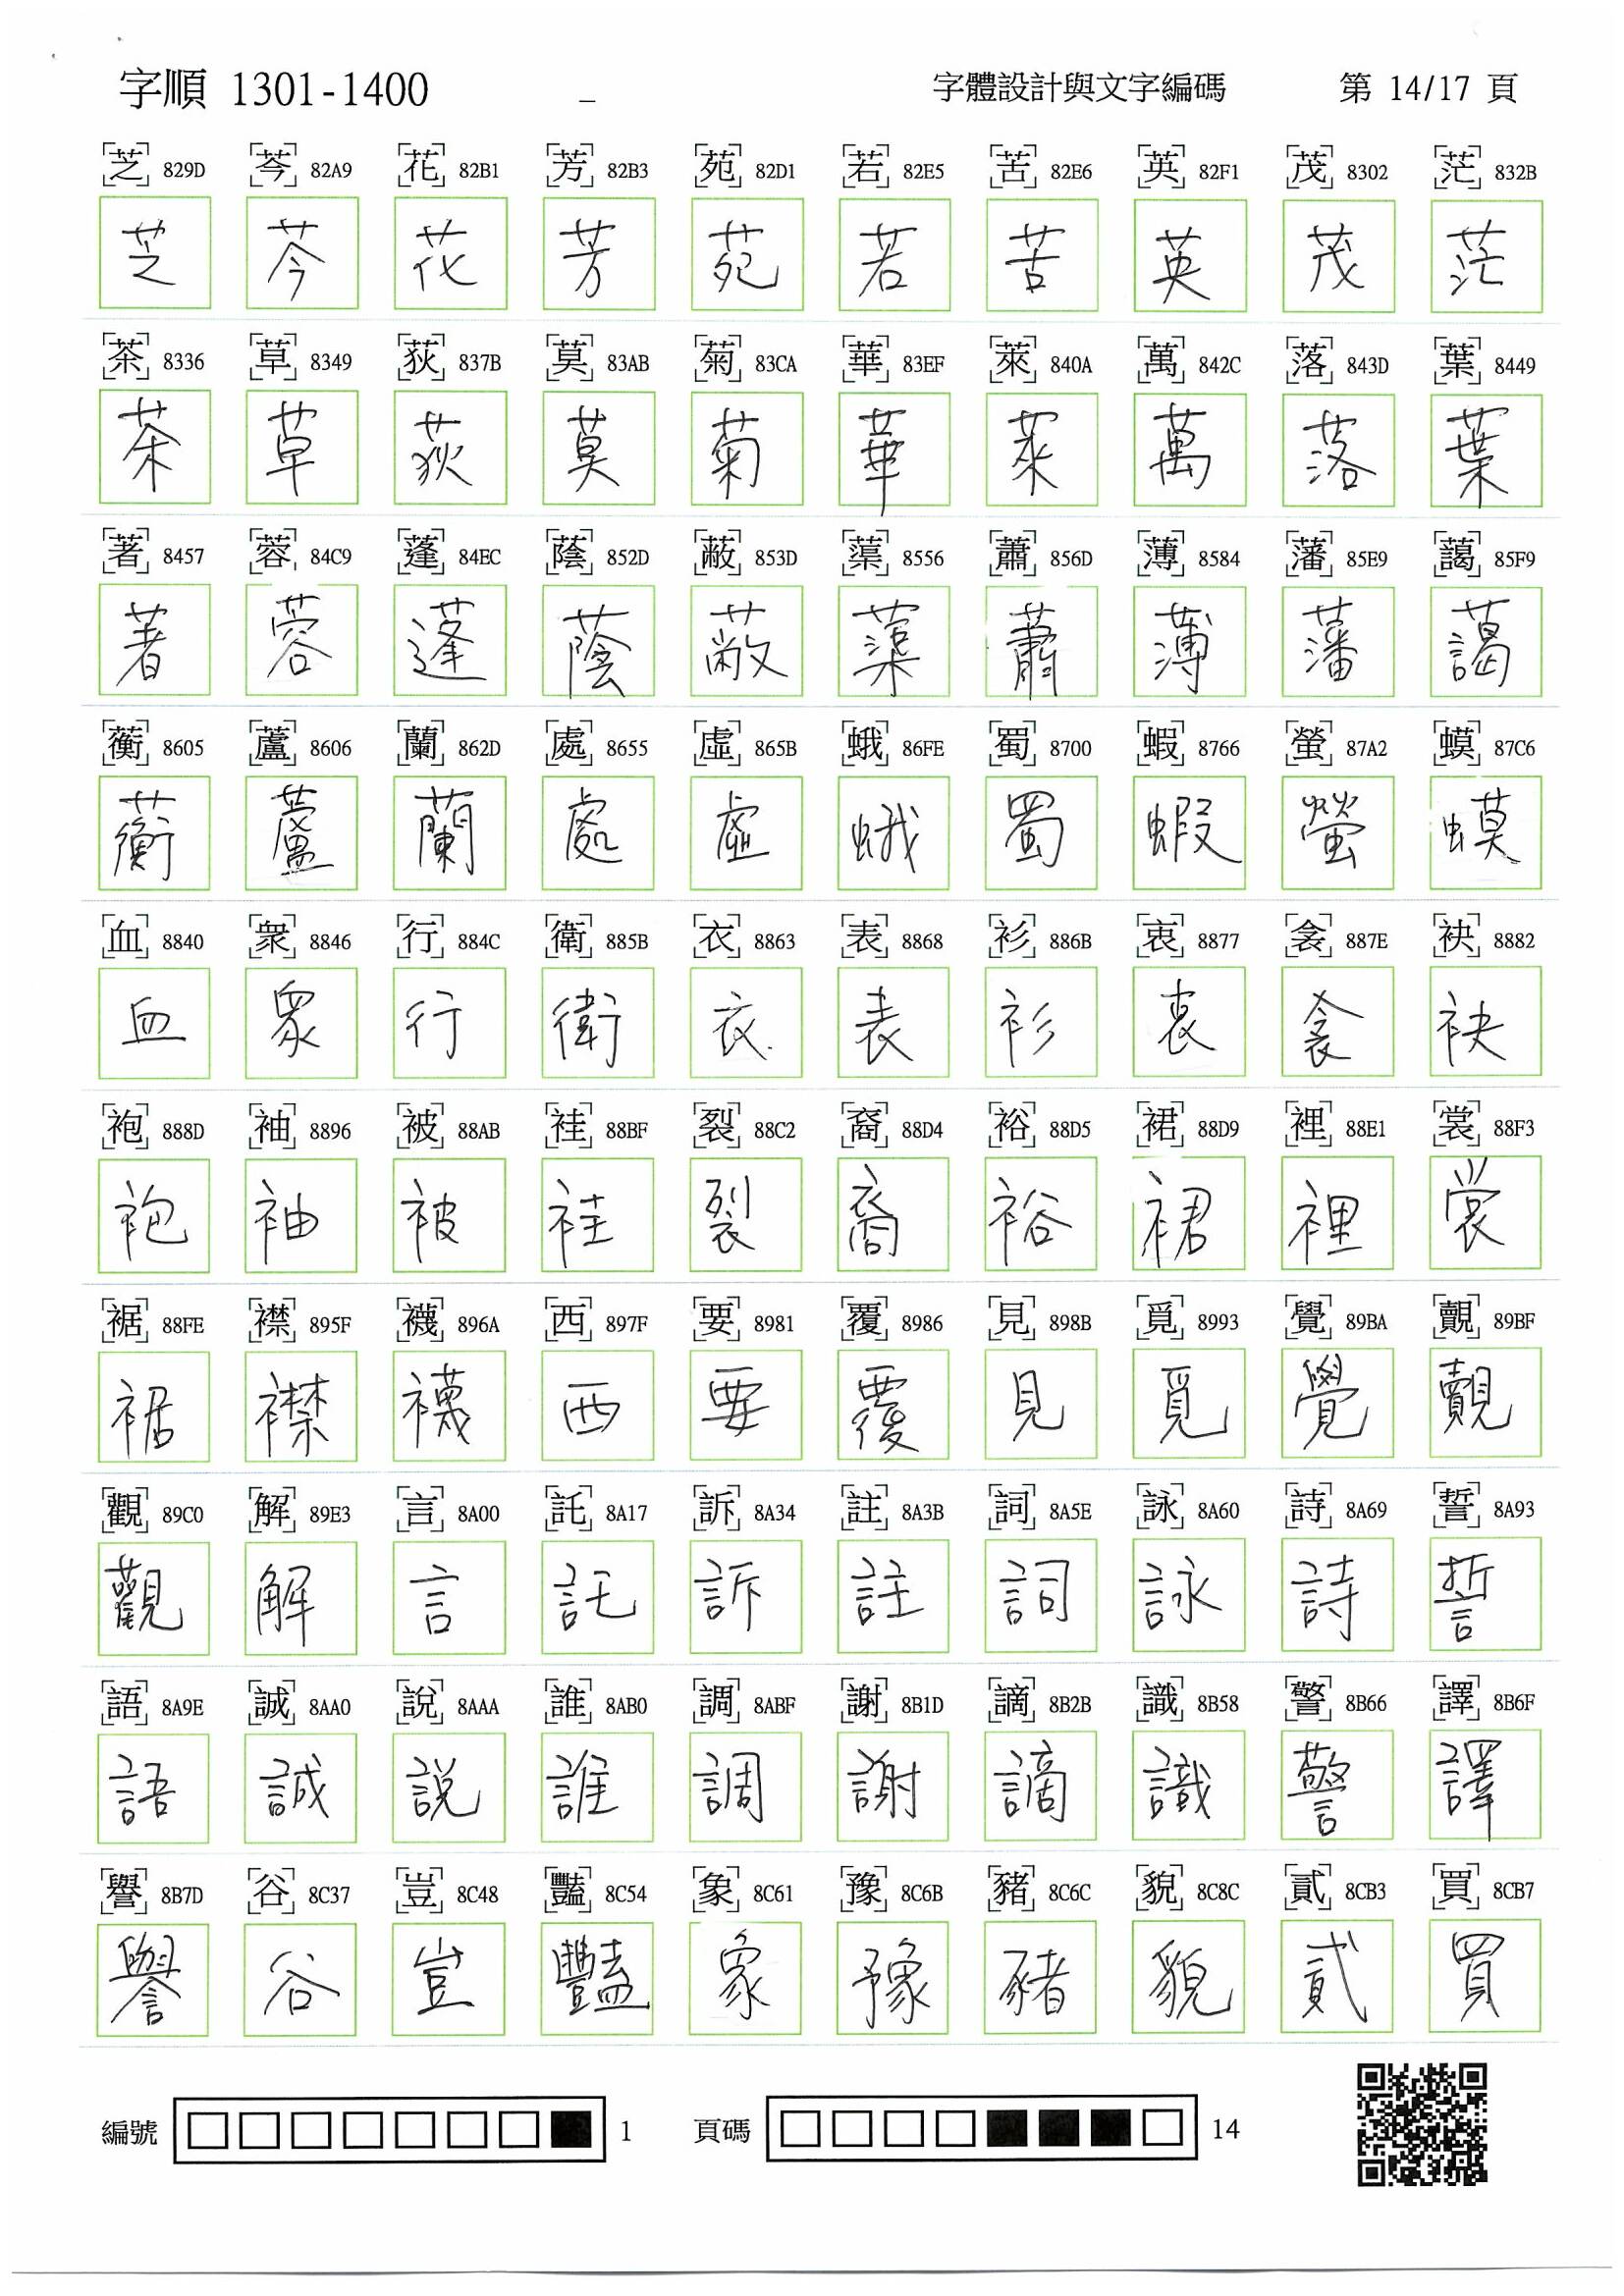 字順 1301-1400 _ 字體設計與文字編碼 第 14/17 頁
芝 829D 芩 82A9 花 82B1 芳 82B3 苑 82D1 若 82E5 苦 82E6 英 82F1 茂 8302 茫 832B
芝 芩 花 芳 苑 若 苦 英 茂 茫
茶 8336 草 8349 荻 837B 莫 83AB 菊 83CA 華 83EF 萊 840A 萬 842C 落 843D 葉 8449
茶 草 荻 莫 菊 華 萊 萬 落 葉
著 8457 蓉 84C9 蓬 84EC 蔭 852D 蔽 853D 蕖 8556 蕭 856D 薄 8584 藩 85E9 藹 85F9
著 蓉 蓬 蔭 蔽 蕖 蕭 薄 藩 藹
蘅 8605 蘆 8606 蘭 862D 處 8655 虛 865B 蛾 86FE 蜀 8700 蝦 8766 螢 87A2 蟆 87C6
蘅 蘆 蘭 處 虛 蛾 蜀 蝦 螢 蟆
血 8840 衆 8846 行 884C 衛 885B 衣 8863 表 8868 衫 886B 衷 8877 衾 887E 袂 8882
血 眾 行 衛 衣 表 衫 衷 衾 袂
袍 888D 袖 8896 被 88AB 袿 88BF 裂 88C2 裔 88D4 裕 88D5 裙 88D9 裡 88E1 裳 88F3
袍 袖 被 袿 裂 裔 裕 裙 裡 裳
裾 88FE 襟 895F 襪 896A 西 897F 要 8981 覆 8986 見 898B 覓 8993 覺 89BA 覿 89BF
裾 襟 襪 西 要 覆 見 覓 覺 覿
觀 89C0 解 89E3 言 8A00 託 8A17 訴 8A34 註 8A3B 詞 8A5E 詠 8A60 詩 8A69 誓 8A93
觀 解 言 託 訴 註 詞 詠 詩 誓
語 8A9E 誠 8AA0 說 8AAA 誰 8AB0 調 8ABF 謝 8B1D 謫 8B2B 識 8B58 警 8B66 譯 8B6F
語 誠 說 誰 調 謝 謫 識 警 譯
譽 8B7D 谷 8C37 豈 8C48 豔 8C54 象 8C61 豫 8C6B 豬 8C6C 貌 8C8C 貳 8CB3 買 8CB7
譽 谷 豈 豔 象 豫 豬 貌 貳 買
編號 1 頁碼 14